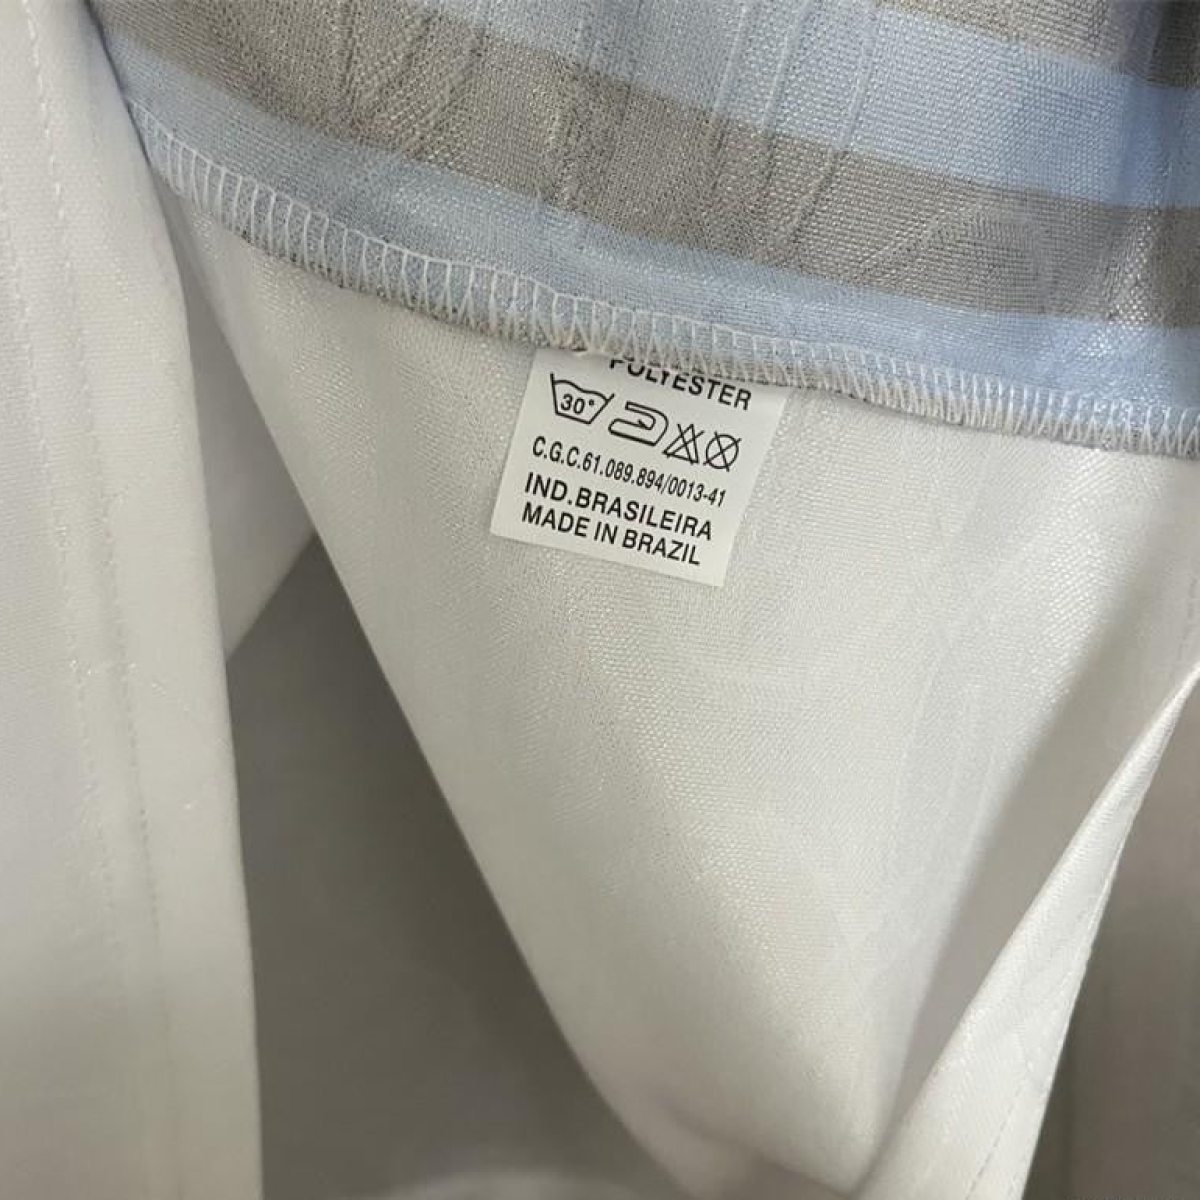 POLYESTER
30°
C.G.C.61.089.894/0013-41
IND.BRASILEIRA
MADE IN BRAZIL